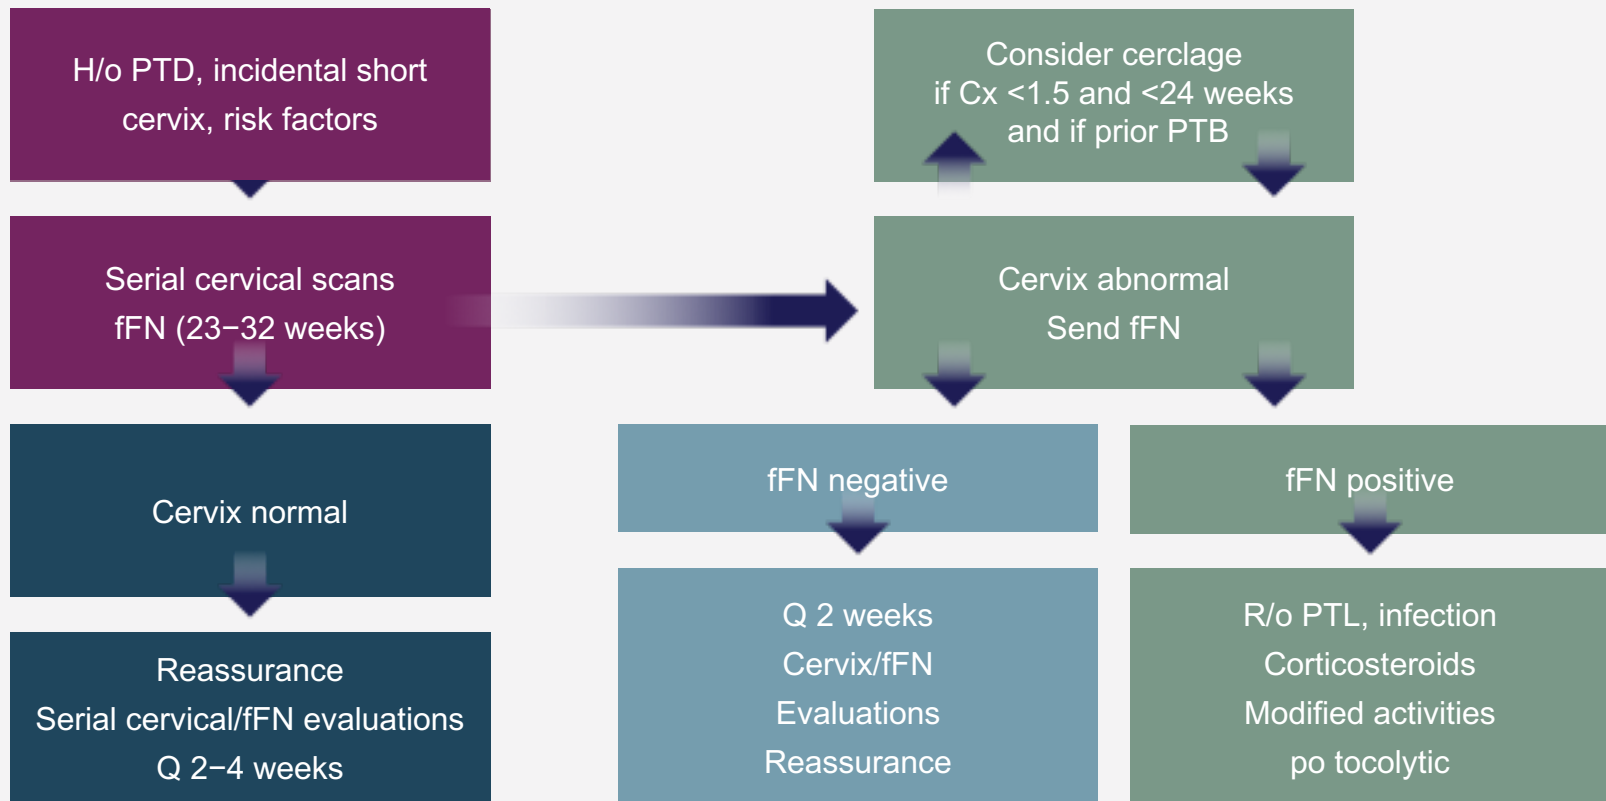 H/o PTD, incidental short
cervix, risk factors
Serial cervical scans
fFN (23−32 weeks)
Cervix normal
Reassurance
Serial cervical/fFN evaluations
Q 2−4 weeks
Consider cerclage
if Cx <1.5 and <24 weeks
and if prior PTB
Cervix abnormal
Send fFN
fFN negative
Q 2 weeks
Cervix/fFN
Evaluations
Reassurance
fFN positive
R/o PTL, infection
Corticosteroids
Modified activities
po tocolytic